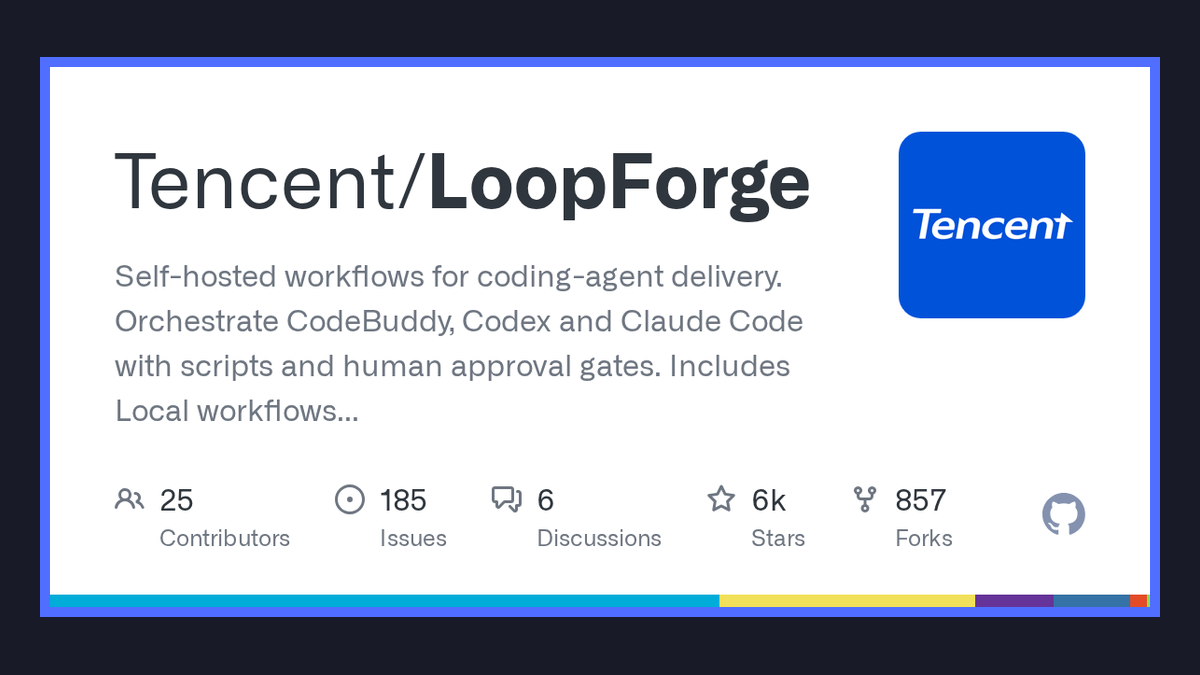 Tencent/LoopForge
Tencent
Self-hosted workflows for coding-agent delivery.
Orchestrate CodeBuddy, Codex and Claude Code
with scripts and human approval gates. Includes
Local workflows...
25
Contributors
185
Issues
6
Discussions
6k
Stars
857
Forks